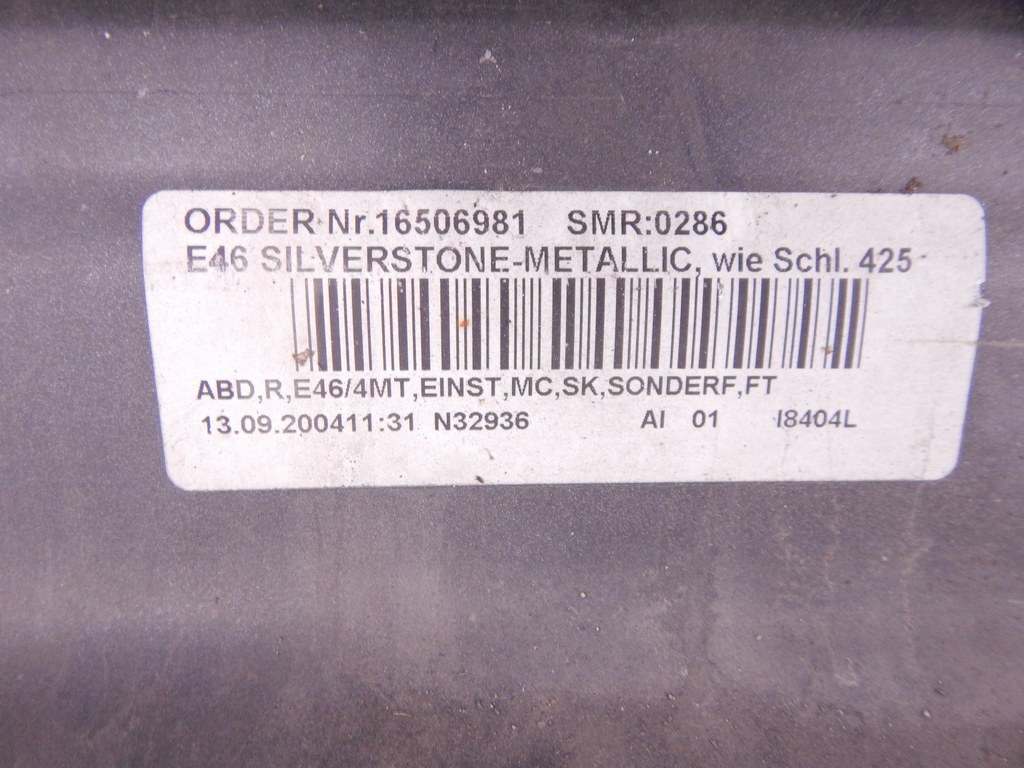 ORDER Nr.16506981 SMR:0286
E46 SILVERSTONE-METALLIC, wie Schl. 425
ABD,R,E46/4MT,EINST,MC,SK,SONDERF,FT
13.09.200411:31 N32936 AI 01 I8404L